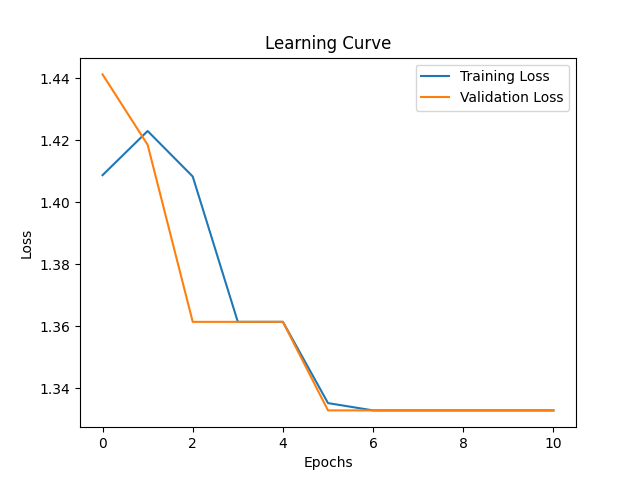 Learning Curve
Training Loss
Validation Loss
1.44
1.42
1.40
1.38
1.36
1.34
Loss
0 2 4 6 8 10
Epochs